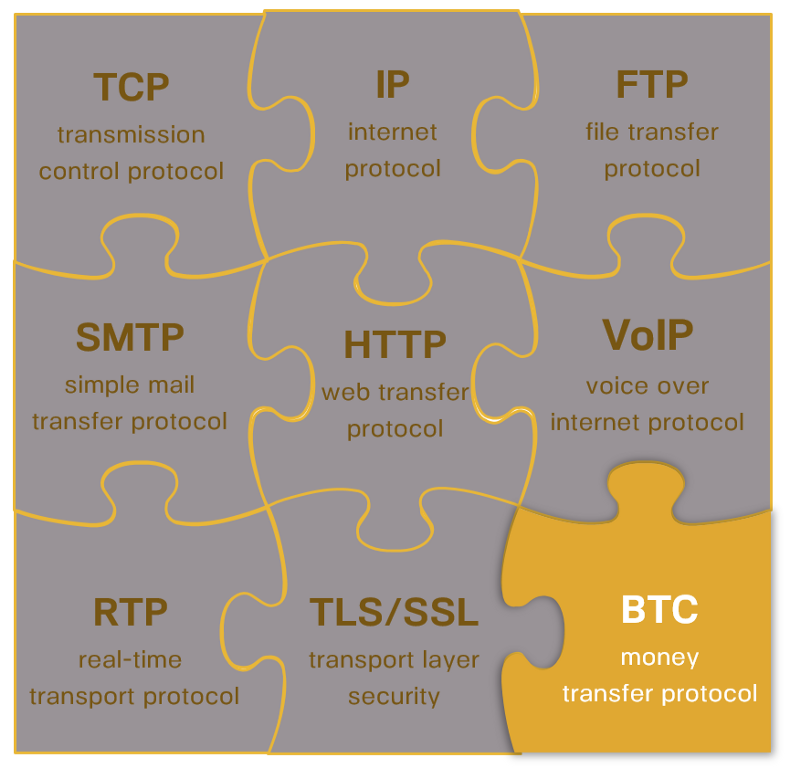 TCP
transmission
control protocol
IP
internet
protocol
FTP
file transfer
protocol
SMTP
simple mail
transfer protocol
HTTP
web transfer
protocol
VoIP
voice over
internet protocol
RTP
real-time
transport protocol
TLS/SSL
transport layer
security
BTC
money
transfer protocol